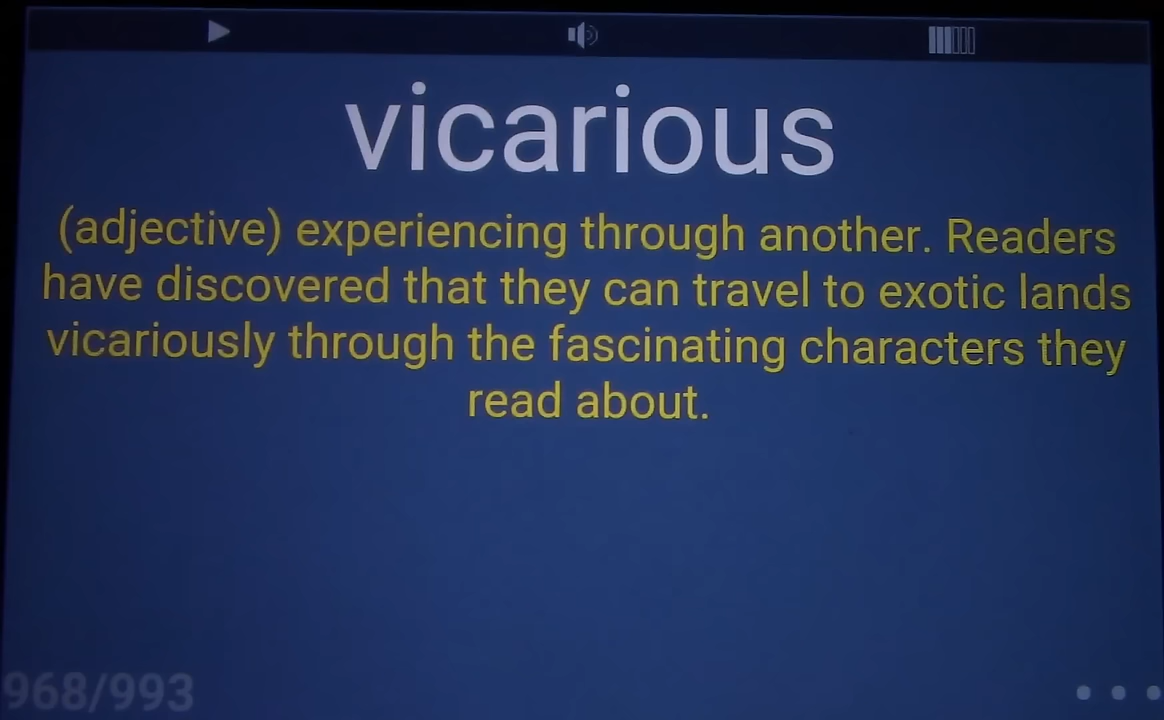 vicarious
(adjective) experiencing through another. Readers
have discovered that they can travel to exotic lands
vicariously through the fascinating characters they
read about.
968/993